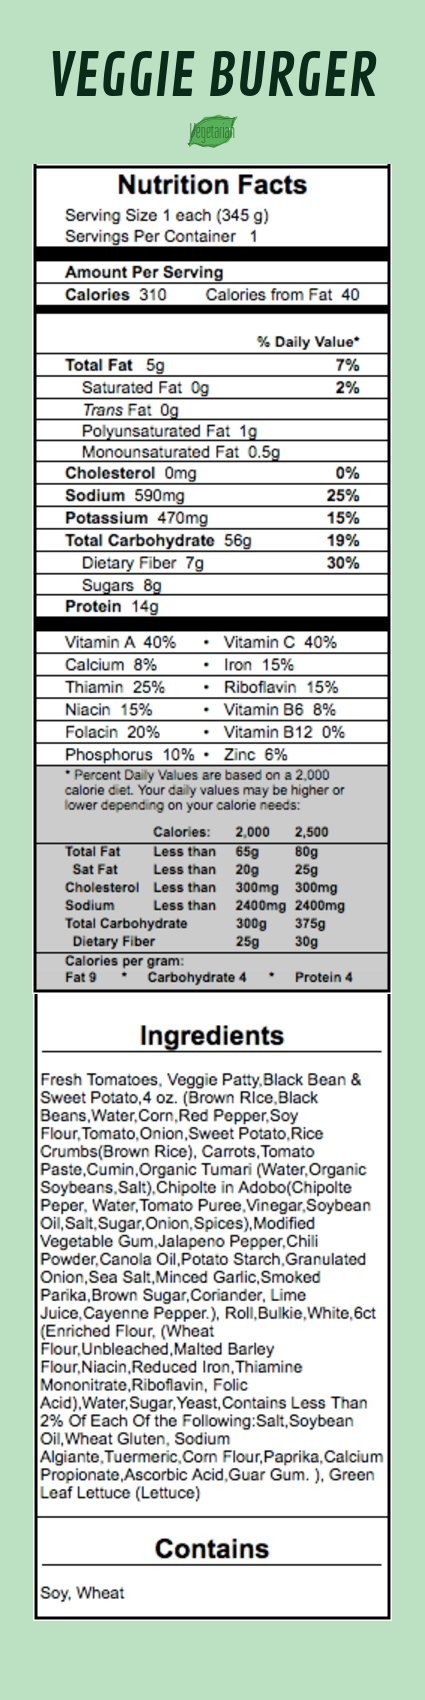 VEGGIE BURGER
Vegetarian
Nutrition Facts
Serving Size 1 each (345 g)
Servings Per Container 1
Amount Per Serving
Calories 310 Calories from Fat 40
% Daily Value*
Total Fat 5g 7%
Saturated Fat 0g 2%
Trans Fat 0g
Polyunsaturated Fat 1g
Monounsaturated Fat 0.5g
Cholesterol 0mg 0%
Sodium 590mg 25%
Potassium 470mg 15%
Total Carbohydrate 56g 19%
Dietary Fiber 7g 30%
Sugars 8g
Protein 14g
Vitamin A 40% • Vitamin C 40%
Calcium 8% • Iron 15%
Thiamin 25% • Riboflavin 15%
Niacin 15% • Vitamin B6 8%
Folacin 20% • Vitamin B12 0%
Phosphorus 10% • Zinc 6%
* Percent Daily Values are based on a 2,000
calorie diet. Your daily values may be higher or
lower depending on your calorie needs:
Calories: 2,000 2,500
Total Fat Less than 65g 80g
Sat Fat Less than 20g 25g
Cholesterol Less than 300mg 300mg
Sodium Less than 2400mg 2400mg
Total Carbohydrate 300g 375g
Dietary Fiber 25g 30g
Calories per gram:
Fat 9 * Carbohydrate 4 * Protein 4
Ingredients
Fresh Tomatoes, Veggie Patty,Black Bean &
Sweet Potato,4 oz. (Brown RIce,Black
Beans,Water,Corn,Red Pepper,Soy
Flour,Tomato,Onion,Sweet Potato,Rice
Crumbs(Brown Rice), Carrots,Tomato
Paste,Cumin,Organic Tumari (Water,Organic
Soybeans,Salt),Chipolte in Adobo(Chipolte
Peper, Water,Tomato Puree,Vinegar,Soybean
Oil,Salt,Sugar,Onion,Spices),Modified
Vegetable Gum,Jalapeno Pepper,Chili
Powder,Canola Oil,Potato Starch,Granulated
Onion,Sea Salt,Minced Garlic,Smoked
Parika,Brown Sugar,Coriander, Lime
Juice,Cayenne Pepper.), Roll,Bulkie,White,6ct
(Enriched Flour, (Wheat
Flour,Unbleached,Malted Barley
Flour,Niacin,Reduced Iron,Thiamine
Mononitrate,Riboflavin, Folic
Acid),Water,Sugar,Yeast,Contains Less Than
2% Of Each Of the Following:Salt,Soybean
Oil,Wheat Gluten, Sodium
Algiante,Tuermeric,Corn Flour,Paprika,Calcium
Propionate,Ascorbic Acid,Guar Gum. ), Green
Leaf Lettuce (Lettuce)
Contains
Soy, Wheat